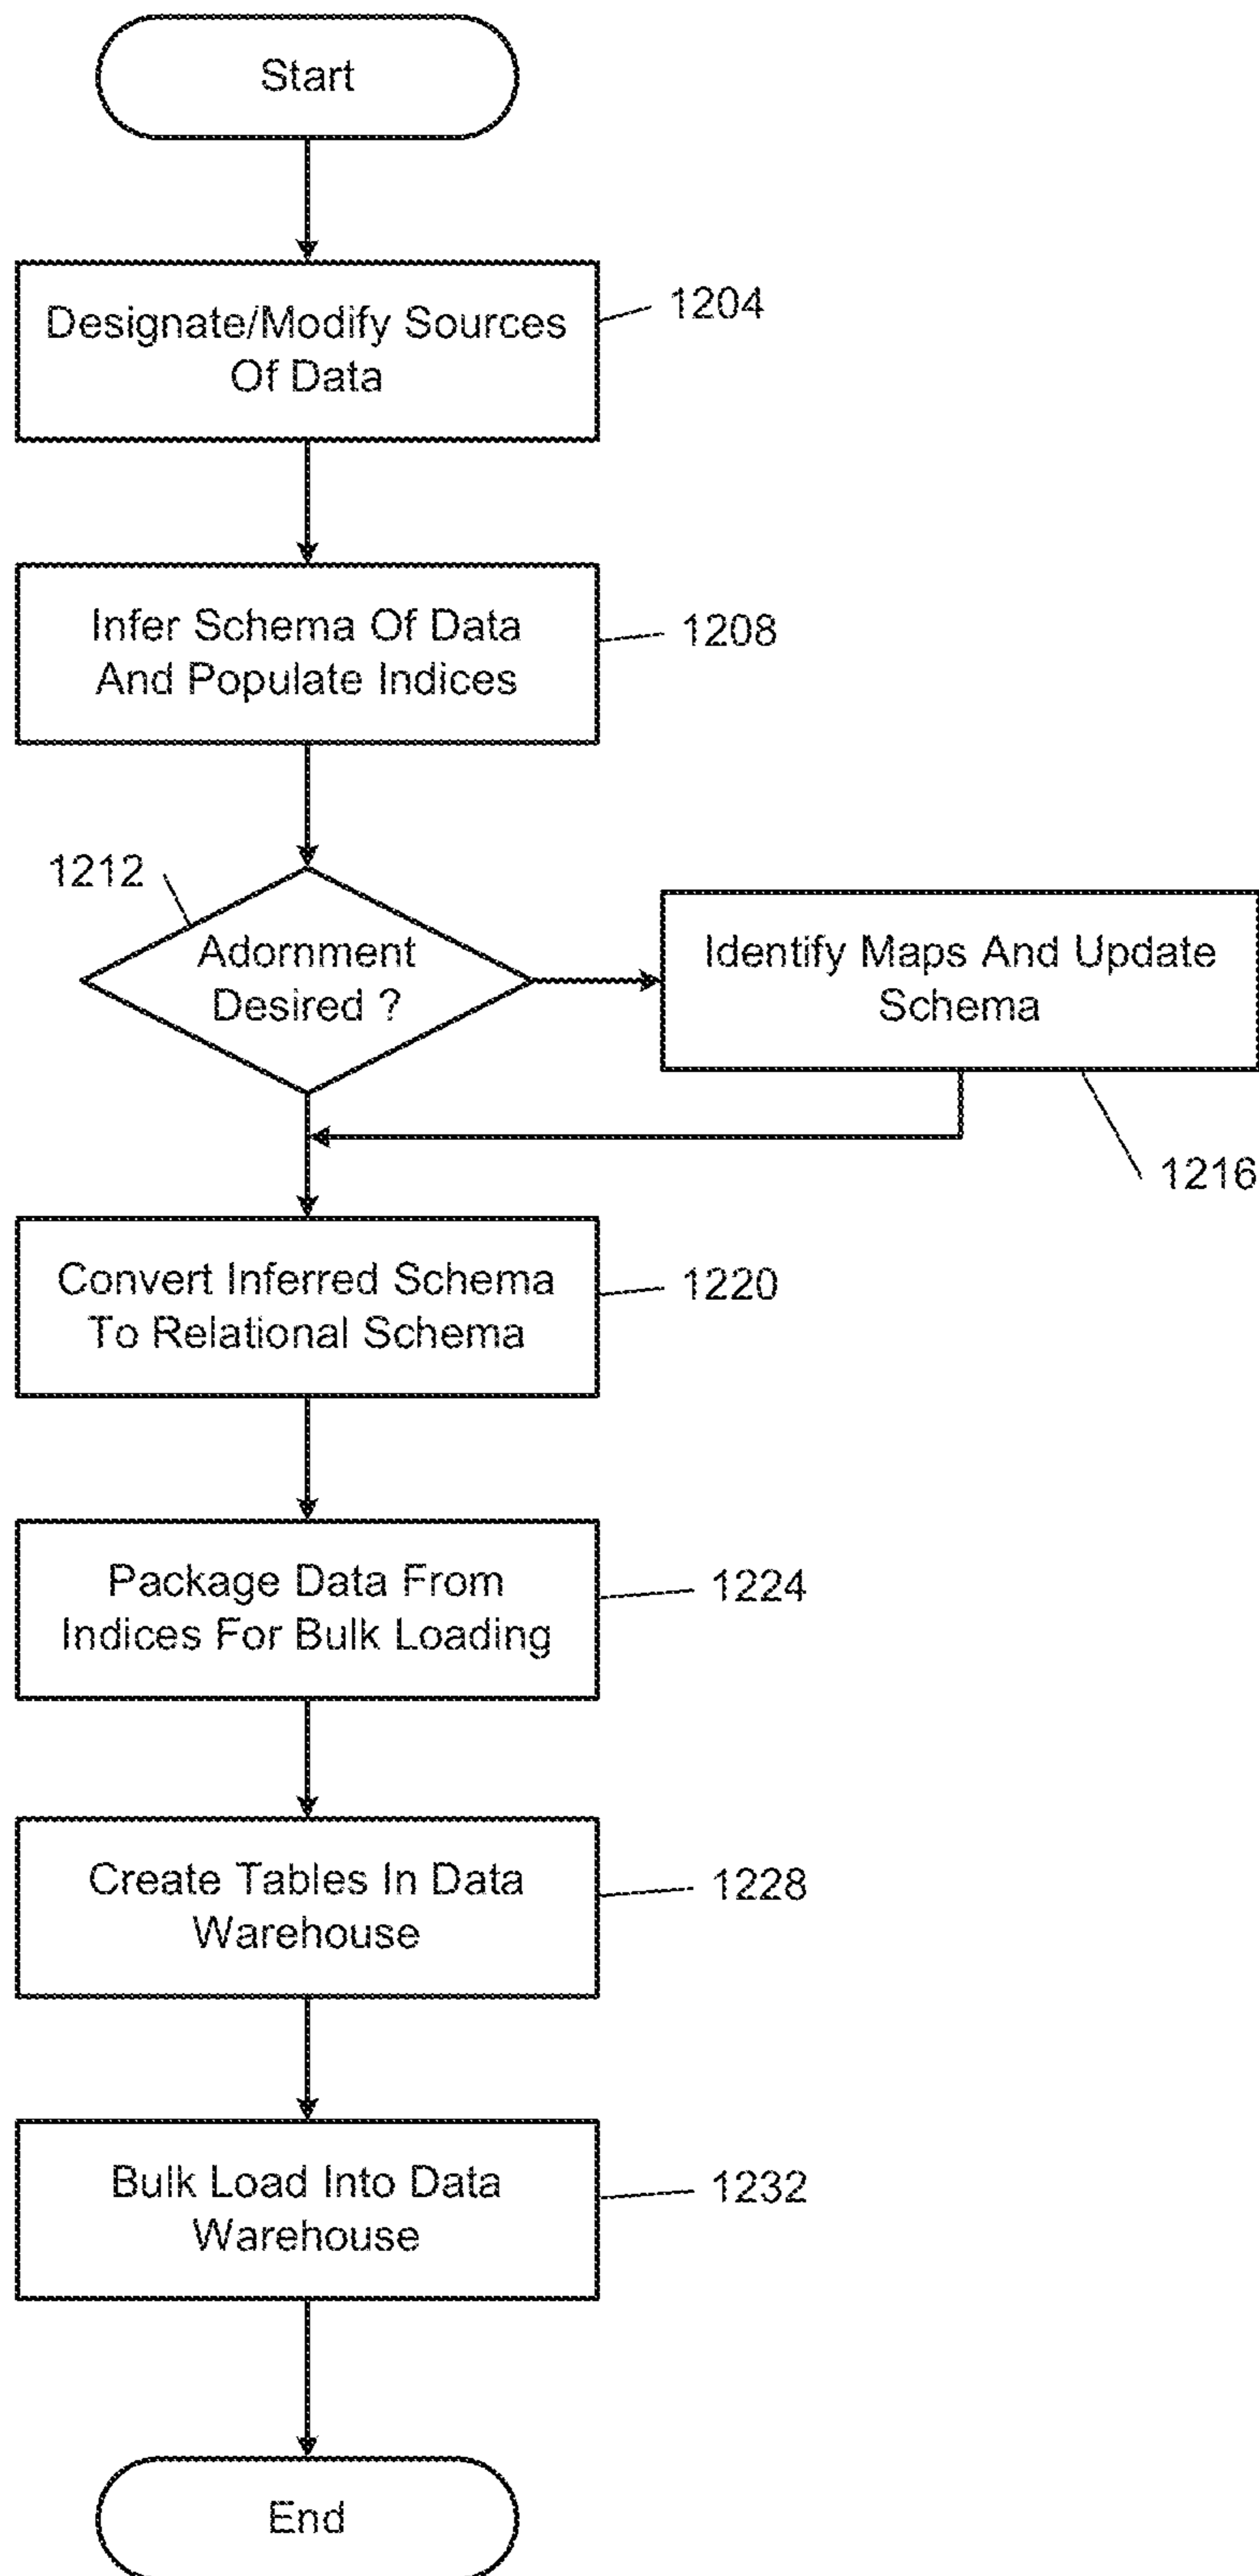 Start
Designate/Modify Sources
Of Data
1204
Infer Schema Of Data
And Populate Indices
1208
1212
Adornment
Desired ?
Identify Maps And Update
Schema
1216
Convert Inferred Schema
To Relational Schema
1220
Package Data From
Indices For Bulk Loading
1224
Create Tables In Data
Warehouse
1228
Bulk Load Into Data
Warehouse
1232
End